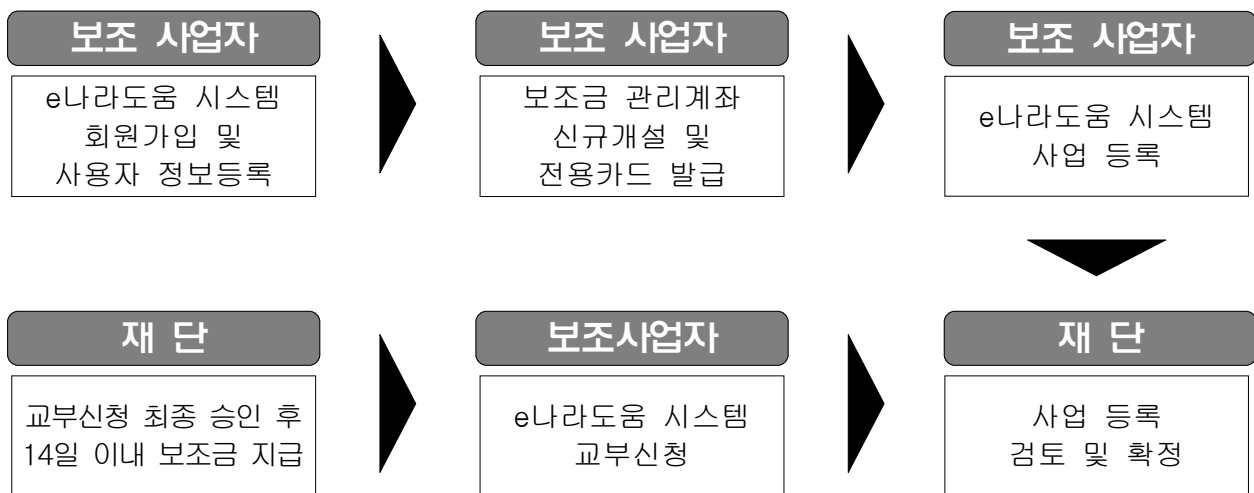 보조 사업자
e나라도움 시스템
회원가입 및
사용자 정보등록
보조 사업자
보조금 관리계좌
신규개설 및
전용카드 발급
보조 사업자
e나라도움 시스템
사업 등록
재 단
교부신청 최종 승인 후
14일 이내 보조금 지급
보조사업자
e나라도움 시스템
교부신청
재 단
사업 등록
검토 및 확정